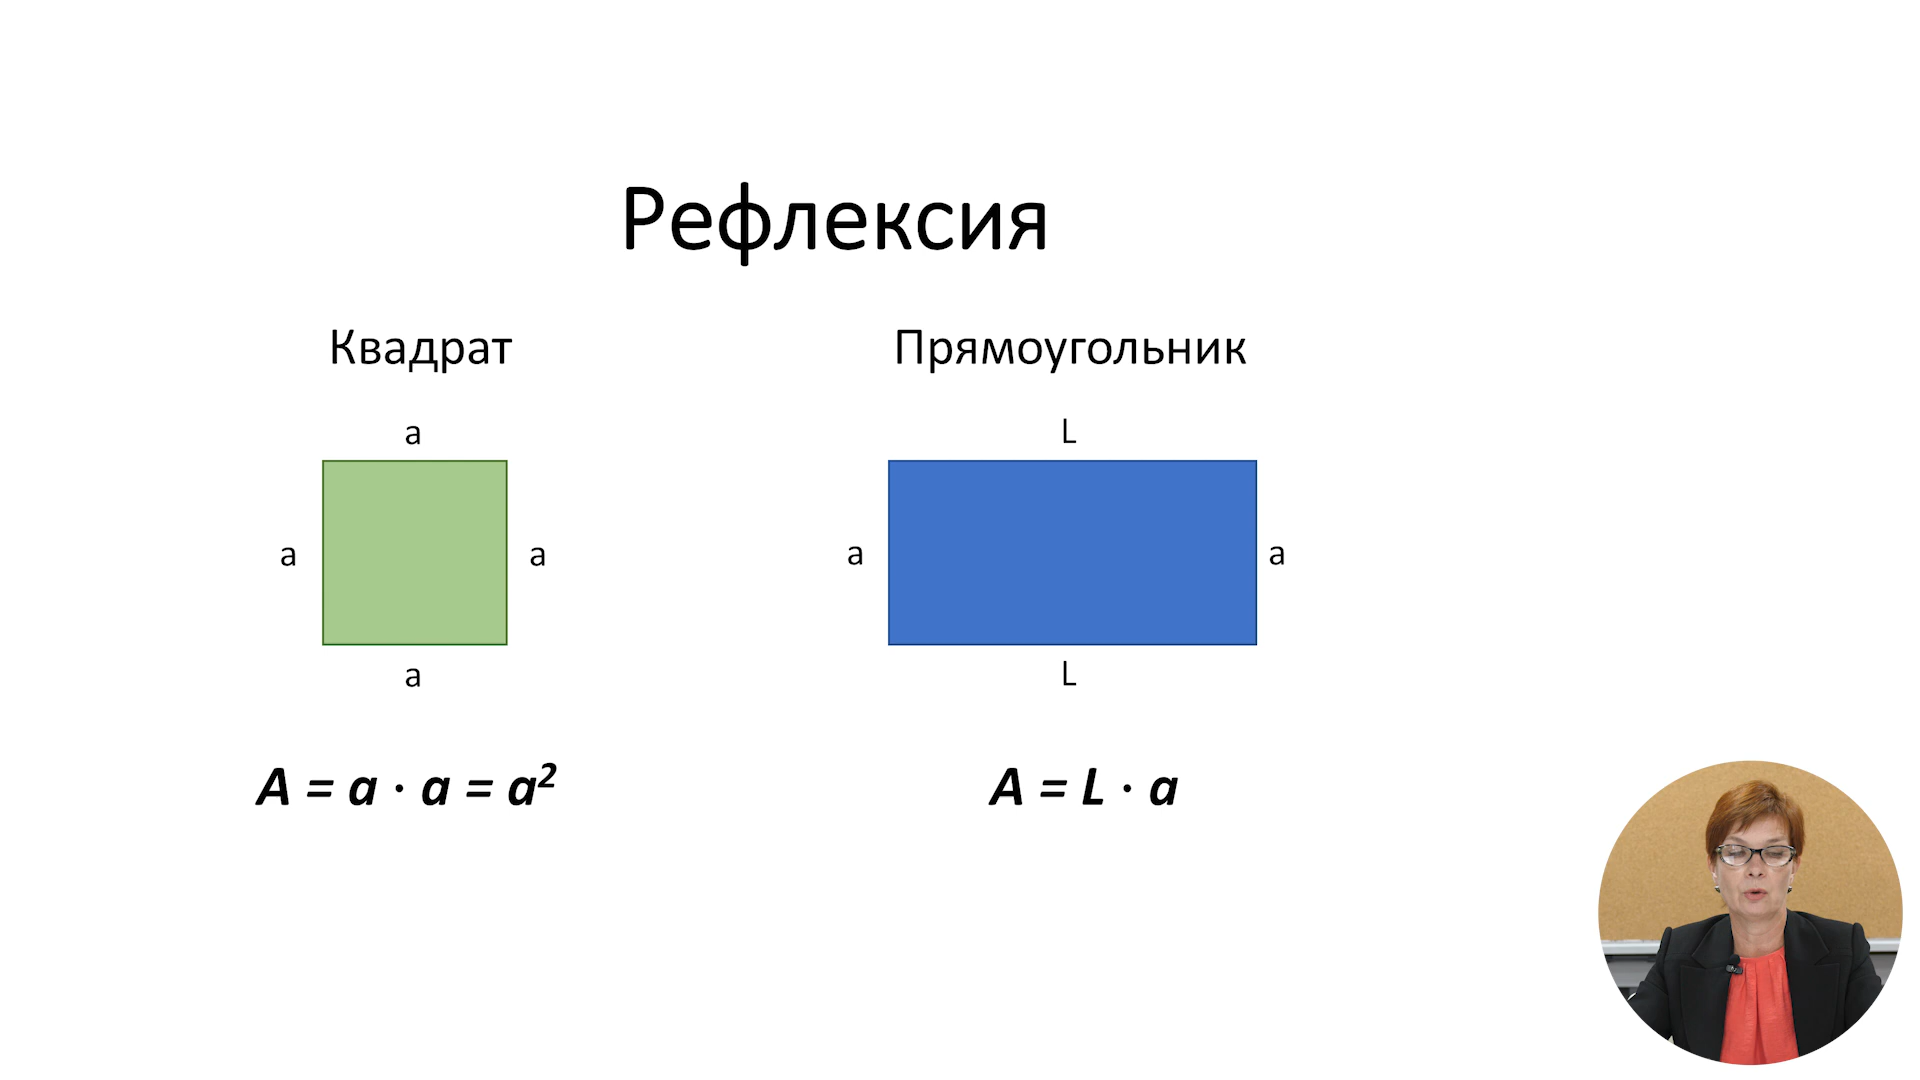 Рефлексия
Квадрат
Прямоугольник
a
L
a
a
a
a
a
L
A = a · a = a²
A = L · a